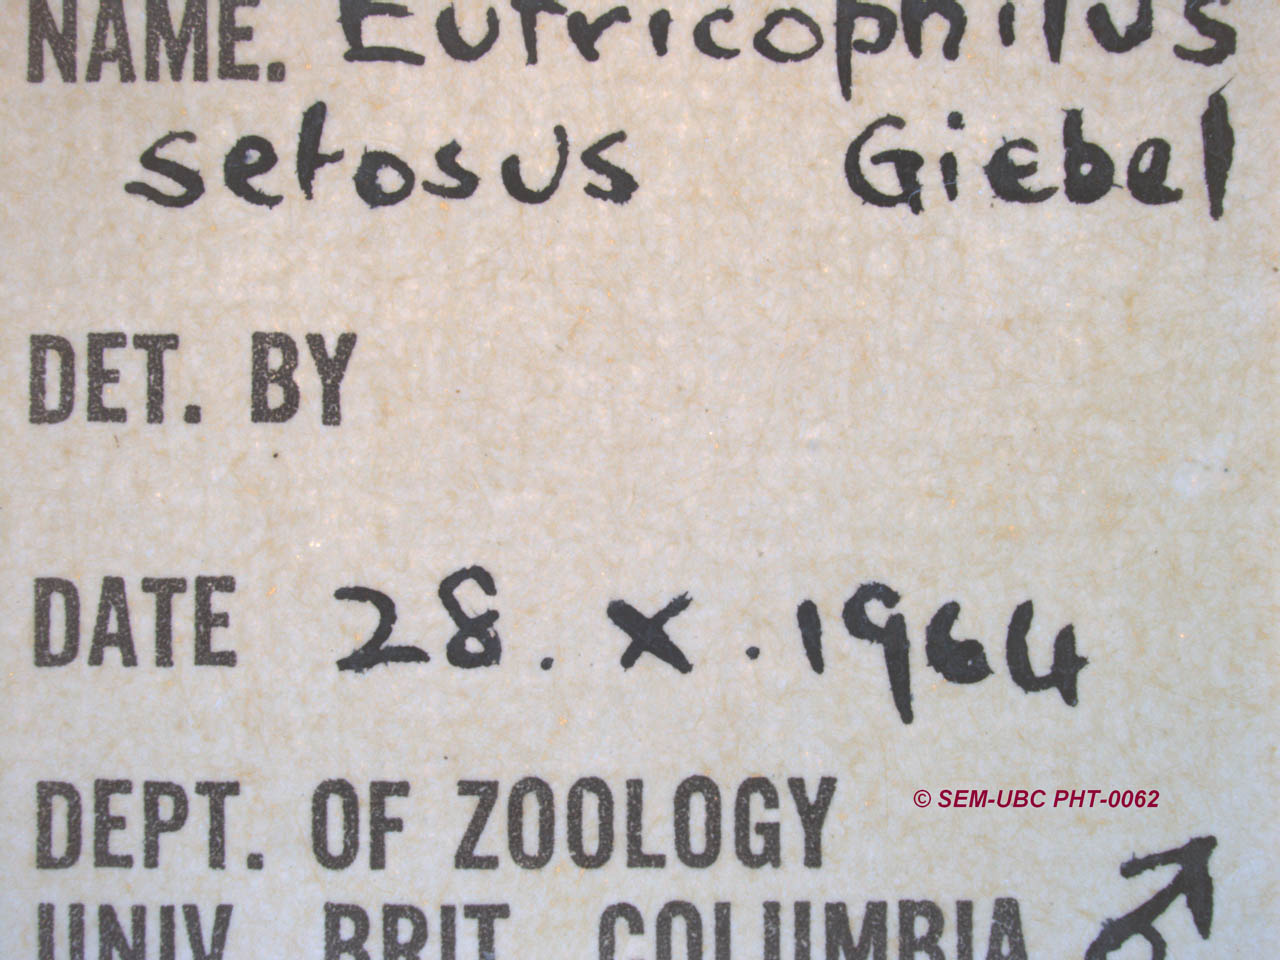 NAME. Eutricophilus
setosus Giebel
DET. BY
DATE 28.X.1964
DEPT. OF ZOOLOGY
© SEM-UBC PHT-0062
UNIV BRIT COLUMBIA ♂